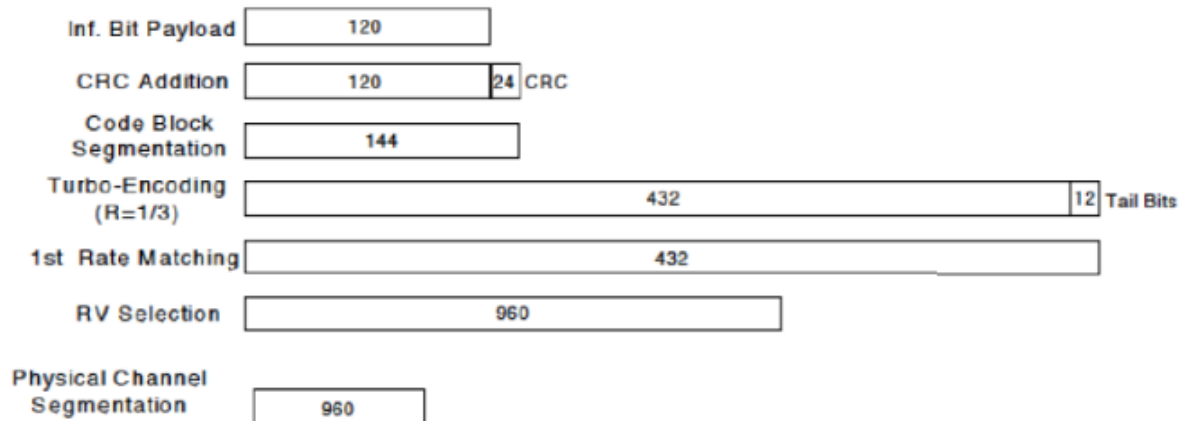 Inf. Bit Payload 120
CRC Addition 120 24 CRC
Code Block
Segmentation 144
Turbo-Encoding
(R=1/3) 432 12 Tail Bits
1st Rate Matching 432
RV Selection 960
Physical Channel
Segmentation 960